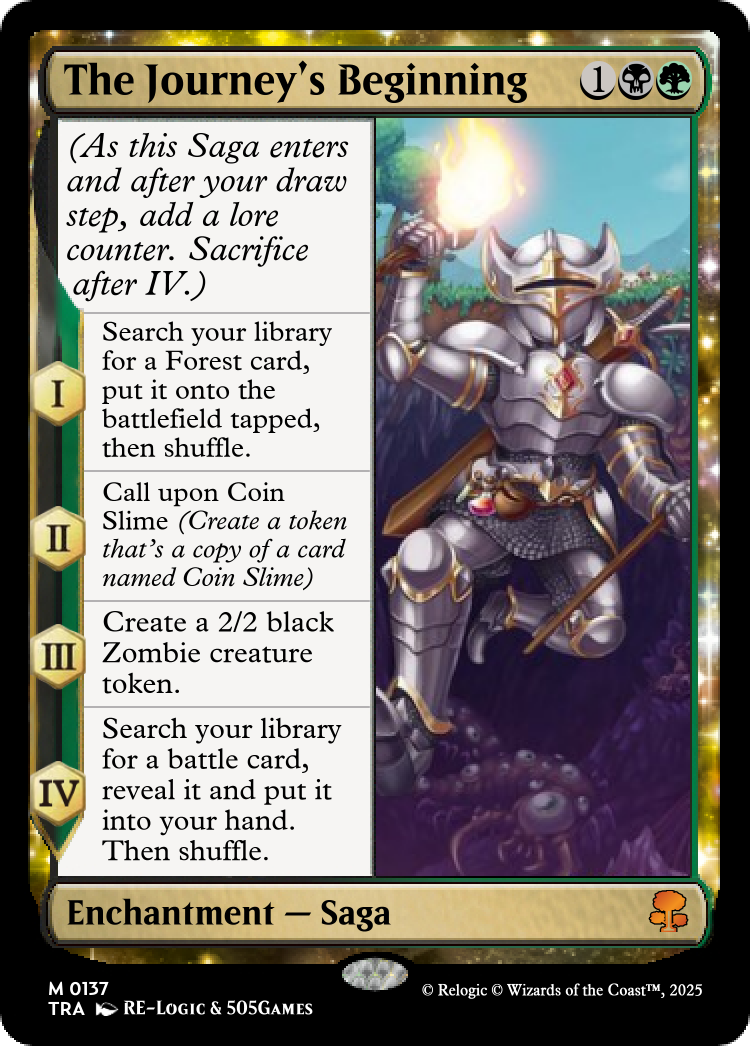 The Journey's Beginning 1
(As this Saga enters
and after your draw
step, add a lore
counter. Sacrifice
after IV.)
I
Search your library
for a Forest card,
put it onto the
battlefield tapped,
then shuffle.
II
Call upon Coin
Slime (Create a token
that's a copy of a card
named Coin Slime)
III
Create a 2/2 black
Zombie creature
token.
IV
Search your library
for a battle card,
reveal it and put it
into your hand.
Then shuffle.
Enchantment — Saga
M 0137
TRA RE-Logic & 505Games
© Relogic © Wizards of the Coast™, 2025